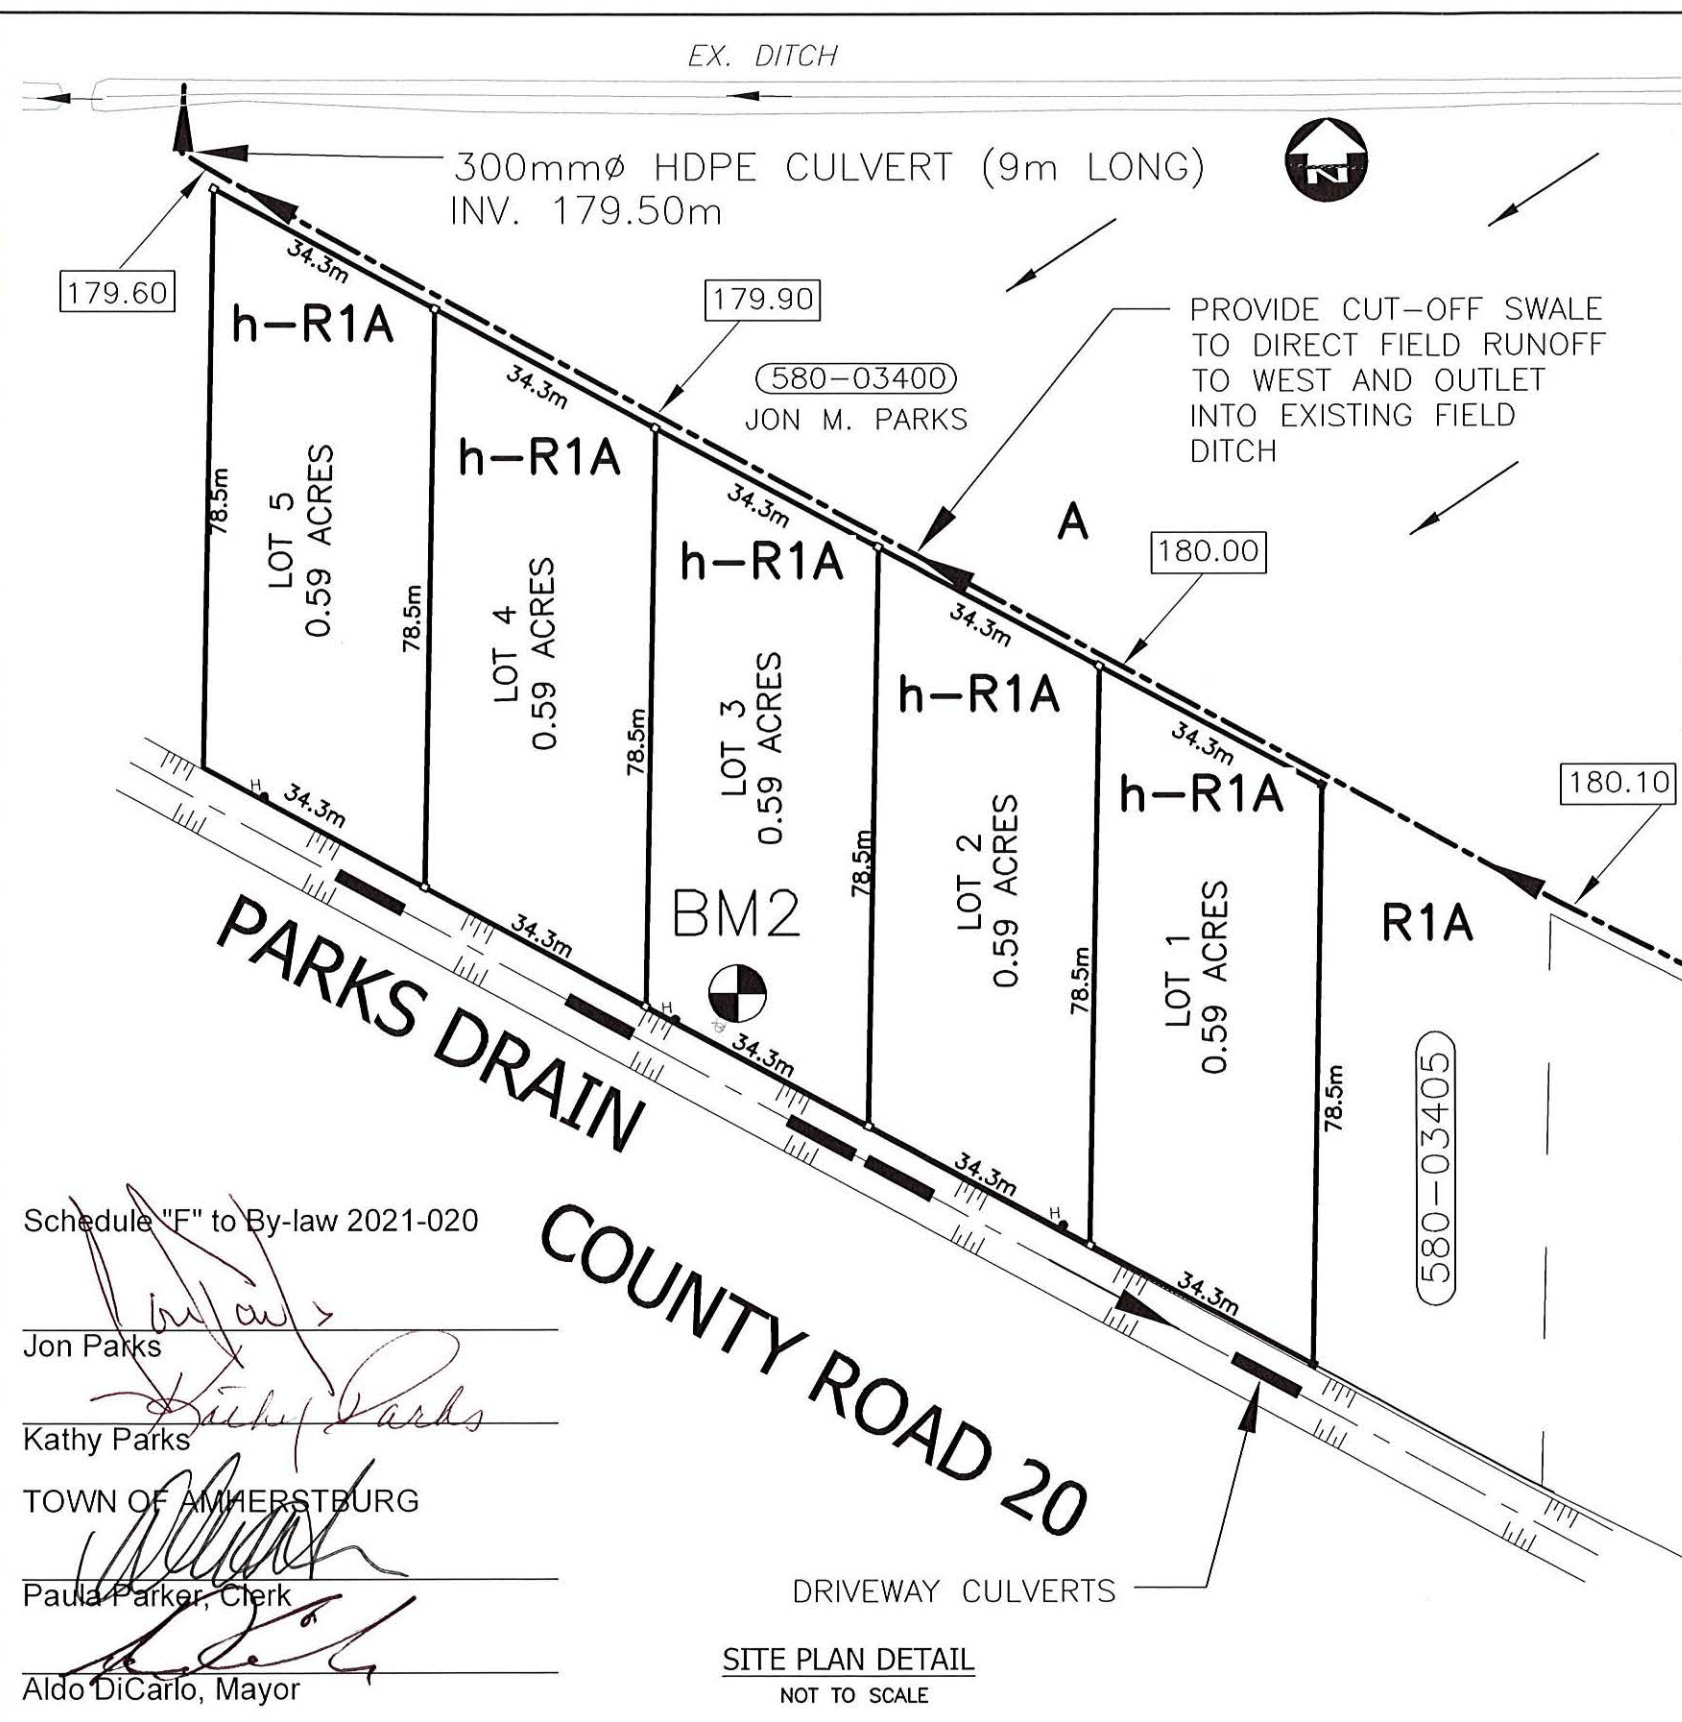 EX. DITCH
300mmø HDPE CULVERT (9m LONG)
INV. 179.50m
N
179.60
179.90
580-03400
JON M. PARKS
PROVIDE CUT-OFF SWALE
TO DIRECT FIELD RUNOFF
TO WEST AND OUTLET
INTO EXISTING FIELD
DITCH
A
180.00
180.10
34.3m
34.3m
34.3m
34.3m
34.3m
h-R1A
h-R1A
h-R1A
h-R1A
h-R1A
R1A
78.5m
78.5m
78.5m
78.5m
78.5m
78.5m
LOT 5
0.59 ACRES
LOT 4
0.59 ACRES
LOT 3
0.59 ACRES
LOT 2
0.59 ACRES
LOT 1
0.59 ACRES
BM2
580-03405
H
34.3m
34.3m
H
34.3m
34.3m
H
34.3m
PARKS DRAIN
COUNTY ROAD 20
DRIVEWAY CULVERTS
SITE PLAN DETAIL
NOT TO SCALE
Schedule "F" to By-law 2021-020
Jon Parks
Kathy Parks
Kathy Parks
TOWN OF AMHERSTBURG
Paula Parker, Clerk
Aldo DiCarlo, Mayor